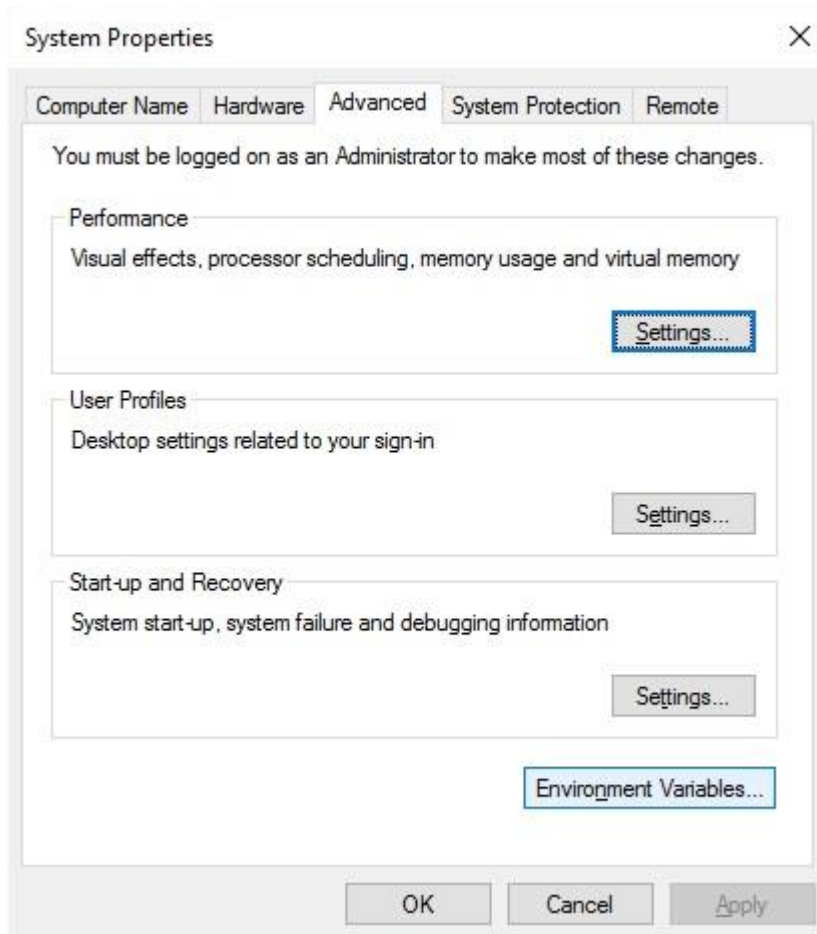 System Properties
Computer Name Hardware Advanced System Protection Remote
You must be logged on as an Administrator to make most of these changes.
Performance
Visual effects, processor scheduling, memory usage and virtual memory
Settings...
User Profiles
Desktop settings related to your sign-in
Settings...
Start-up and Recovery
System start-up, system failure and debugging information
Settings...
Environment Variables...
OK Cancel Apply